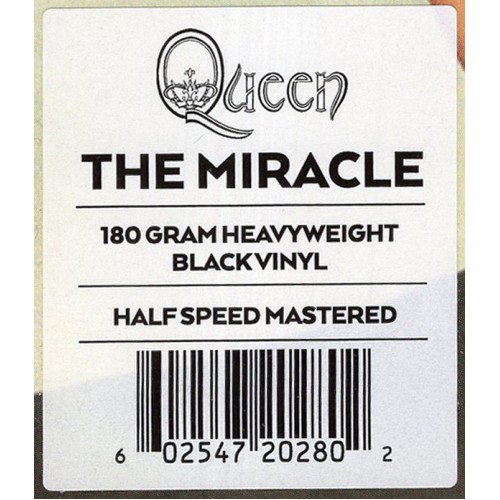 Queen
THE MIRACLE
180 GRAM HEAVYWEIGHT
BLACK VINYL
HALF SPEED MASTERED
6 02547 20280 2